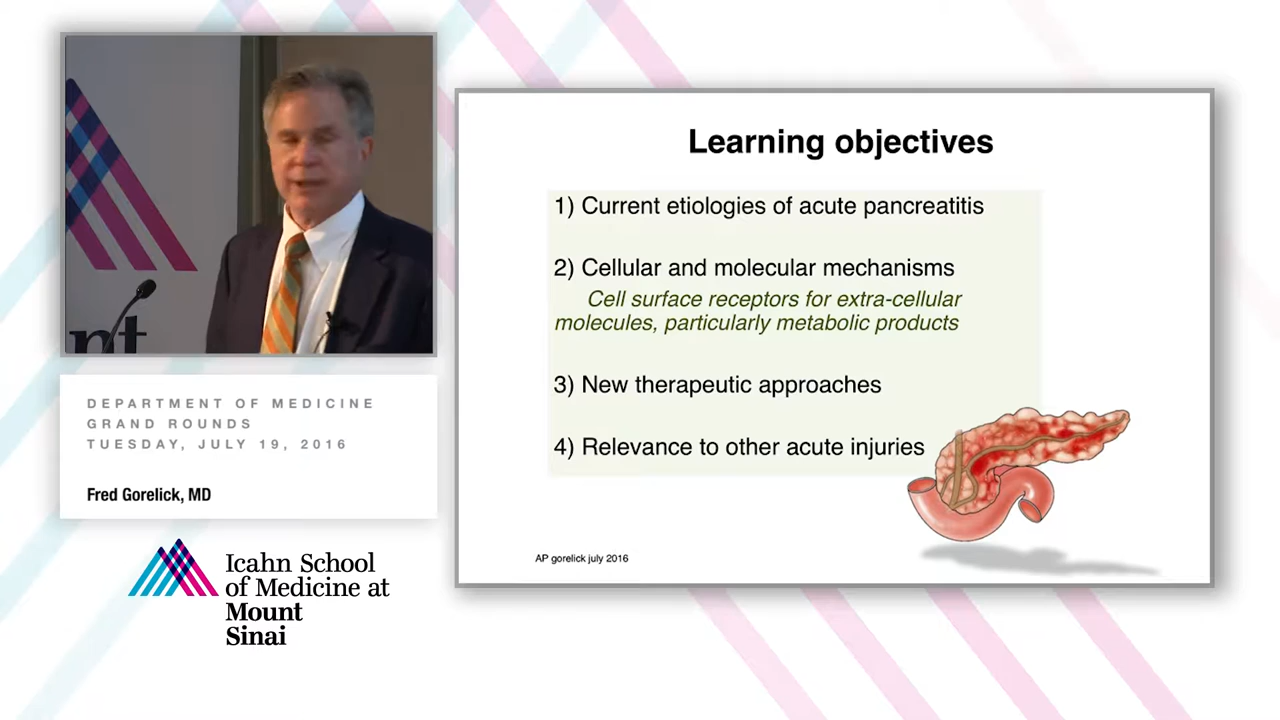 nt
DEPARTMENT OF MEDICINE
GRAND ROUNDS
TUESDAY, JULY 19, 2016
Fred Gorelick, MD
Icahn School
of Medicine at
Mount
Sinai
Learning objectives
1) Current etiologies of acute pancreatitis
2) Cellular and molecular mechanisms
Cell surface receptors for extra-cellular
molecules, particularly metabolic products
3) New therapeutic approaches
4) Relevance to other acute injuries
AP gorelick july 2016